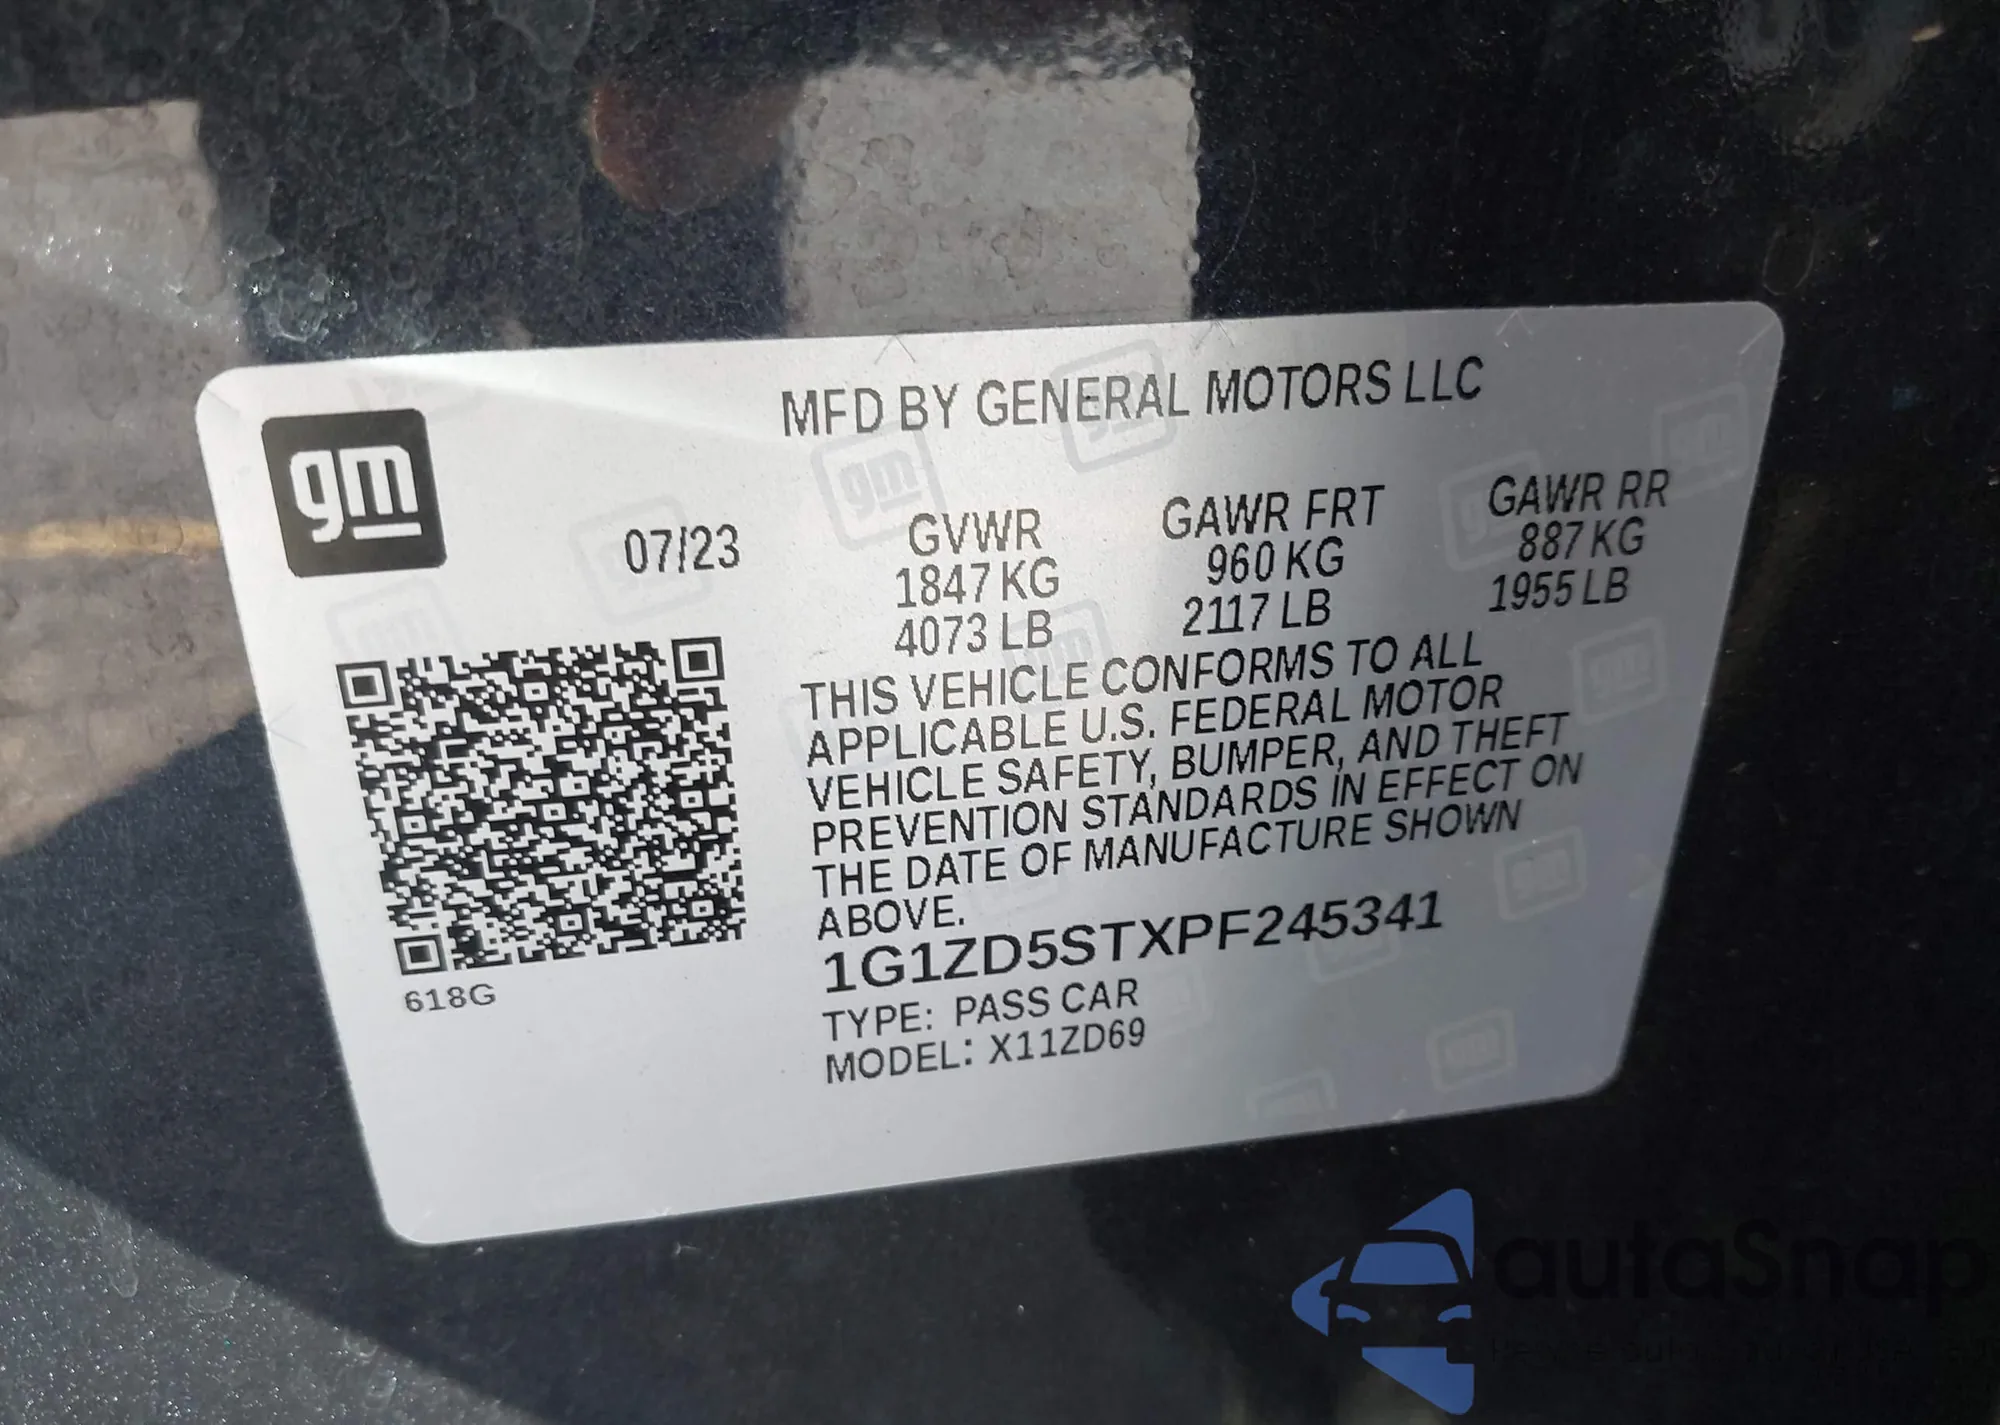 MFD BY GENERAL MOTORS LLC
gm
07/23
GVWR GAWR FRT GAWR RR
1847 KG 960 KG 887 KG
4073 LB 2117 LB 1955 LB
THIS VEHICLE CONFORMS TO ALL
APPLICABLE U.S. FEDERAL MOTOR
VEHICLE SAFETY, BUMPER, AND THEFT
PREVENTION STANDARDS IN EFFECT ON
THE DATE OF MANUFACTURE SHOWN
ABOVE.
1G1ZD5STXPF245341
618G
TYPE: PASS CAR
MODEL: X11ZD69
autaSnap